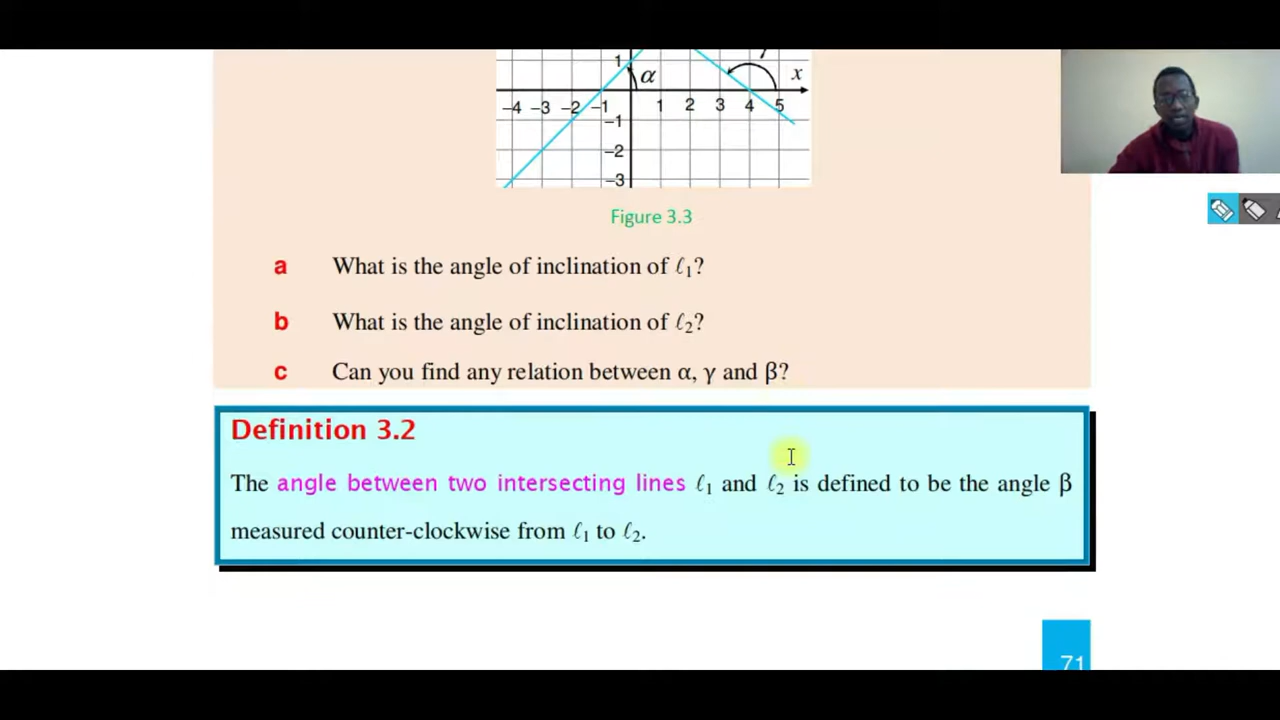 1
α
x
–4 –3 –2 –1 1 2 3 4 5
–1
–2
–3
Figure 3.3
a What is the angle of inclination of ℓ₁?
b What is the angle of inclination of ℓ₂?
c Can you find any relation between α, γ and β?
Definition 3.2
The angle between two intersecting lines ℓ₁ and ℓ₂ is defined to be the angle β
measured counter-clockwise from ℓ₁ to ℓ₂.
71